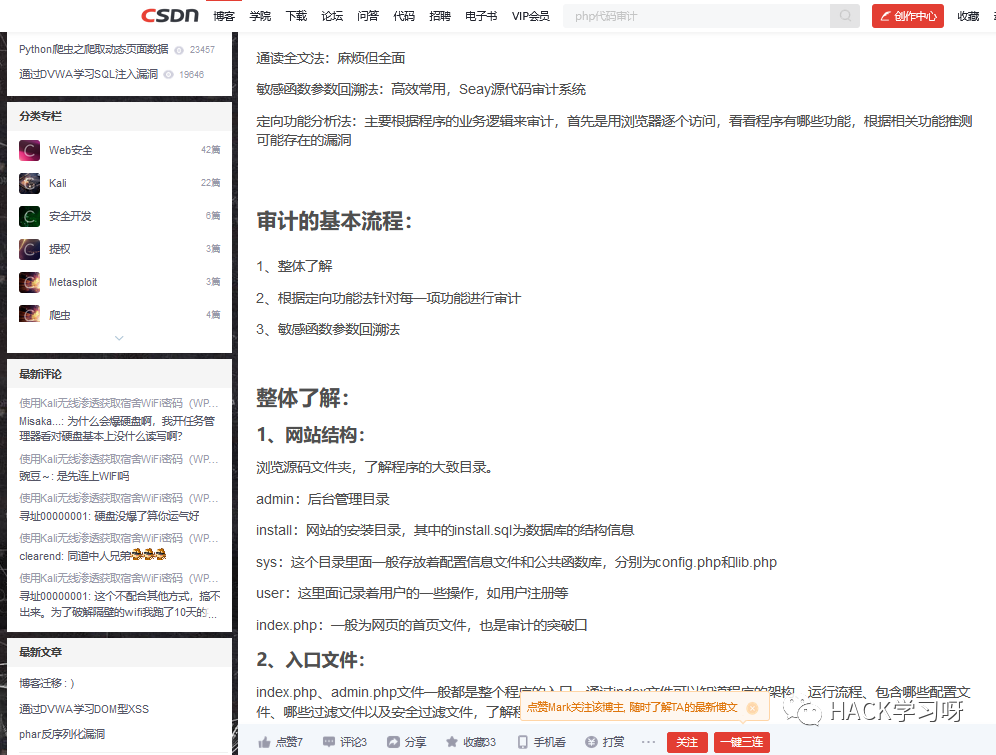 CSDN 博客 学院 下载 论坛 问答 代码 招聘 电子书 VIP会员 php代码审计 创作中心 收藏
Python爬虫之爬取动态页面数据 23457
通过DVWA学习SQL注入漏洞 19646
分类专栏
Web安全 42篇
Kali 22篇
安全开发 6篇
提权 3篇
Metasploit 3篇
爬虫 4篇
最新评论
使用Kali无线渗透获取宿舍WiFi密码（WP...
Misaka...: 为什么会爆硬盘啊，我开任务管
理器看对硬盘基本上没什么读写啊？
使用Kali无线渗透获取宿舍WiFi密码（WP...
豌豆～: 是先连上WIFI吗
使用Kali无线渗透获取宿舍WiFi密码（WP...
寻址00000001: 硬盘没爆了算你运气好
使用Kali无线渗透获取宿舍WiFi密码（WP...
clearend: 同道中人兄弟
使用Kali无线渗透获取宿舍WiFi密码（WP...
寻址00000001: 这个不配合其他方式，搞不
出来。为了破解隔壁的wifi我跑了10天的...
最新文章
博客迁移 : ）
通过DVWA学习DOM型XSS
phar反序列化漏洞
通读全文法：麻烦但全面
敏感函数参数回溯法：高效常用，Seay源代码审计系统
定向功能分析法：主要根据程序的业务逻辑来审计，首先是用浏览器逐个访问，看看程序有哪些功能，根据相关功能推测
可能存在的漏洞
审计的基本流程：
1、整体了解
2、根据定向功能法针对每一项功能进行审计
3、敏感函数参数回溯法
整体了解：
1、网站结构：
浏览源码文件夹，了解程序的大致目录。
admin：后台管理目录
install：网站的安装目录，其中的install.sql为数据库的结构信息
sys：这个目录里面一般存放着配置信息文件和公共函数库，分别为config.php和lib.php
user：这里面记录着用户的一些操作，如用户注册等
index.php：一般为网页的首页文件，也是审计的突破口
2、入口文件：
index.php、admin.php文件一般都是整个程序的入口，通过index文件可以知道程序的架构、运行流程、包含哪些配置文
件、哪些过滤文件以及安全过滤文件，了解程
点赞Mark关注该博主, 随时了解TA的最新博文
HACK学习呀
点赞7 评论3 分享 收藏33 手机看 打赏 ... 关注 一键三连